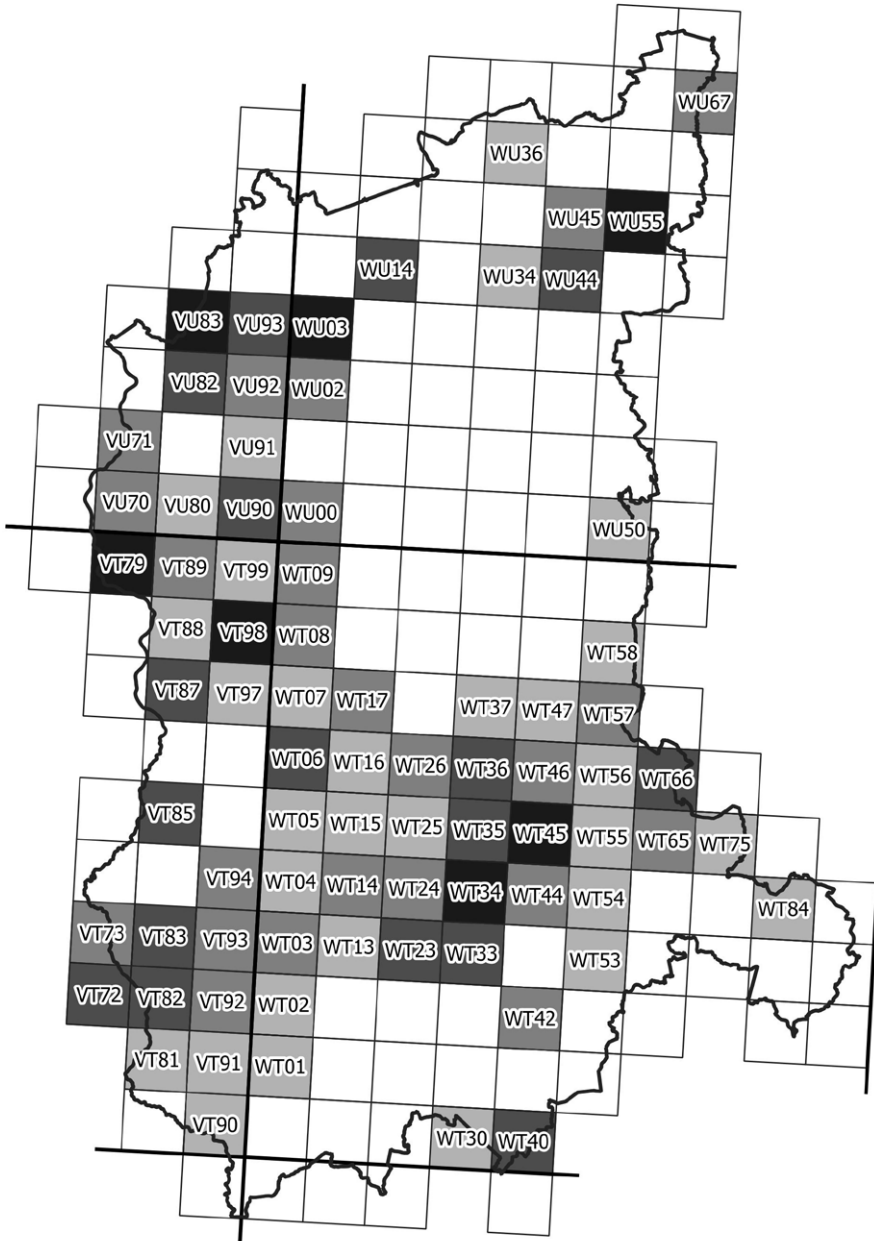 WU67
WU36
WU45 WU55
WU14 WU34 WU44
VU83 VU93 WU03
VU82 VU92 WU02
VU71 VU91
VU70 VU80 VU90 WU00 WU50
VT79 VT89 VT99 WT09
VT88 VT98 WT08 WT58
VT87 VT97 WT07 WT17 WT37 WT47 WT57
WT06 WT16 WT26 WT36 WT46 WT56 WT66
VT85 WT05 WT15 WT25 WT35 WT45 WT55 WT65 WT75
VT94 WT04 WT14 WT24 WT34 WT44 WT54 WT84
VT73 VT83 VT93 WT03 WT13 WT23 WT33 WT53
VT72 VT82 VT92 WT02 WT42
VT81 VT91 WT01
VT90 WT30 WT40